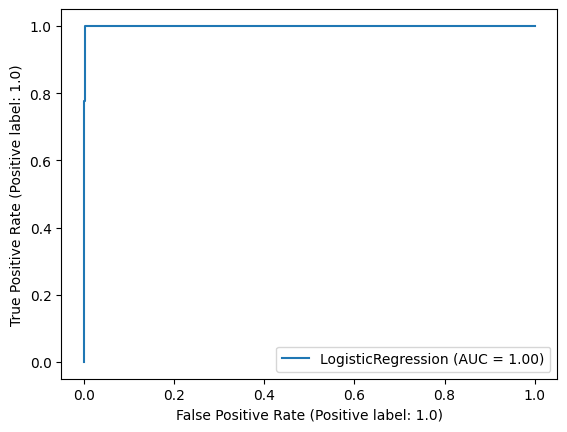 1.0
0.8
0.6
0.4
0.2
0.0
True Positive Rate (Positive label: 1.0)
LogisticRegression (AUC = 1.00)
0.0 0.2 0.4 0.6 0.8 1.0
False Positive Rate (Positive label: 1.0)